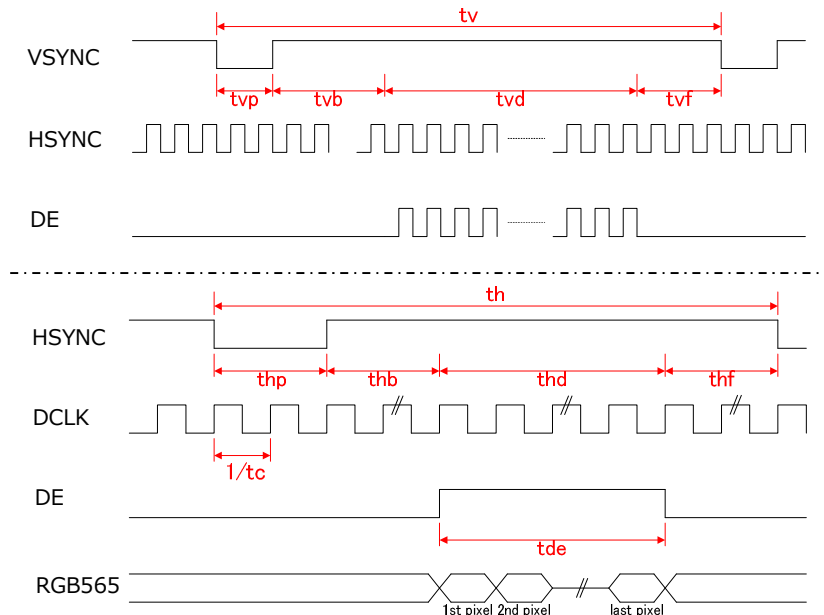 tv
VSYNC
tvp tvb tvd tvf
HSYNC
DE
th
HSYNC
thp thb thd thf
DCLK
1/tc
DE
tde
RGB565
1st pixel 2nd pixel last pixel